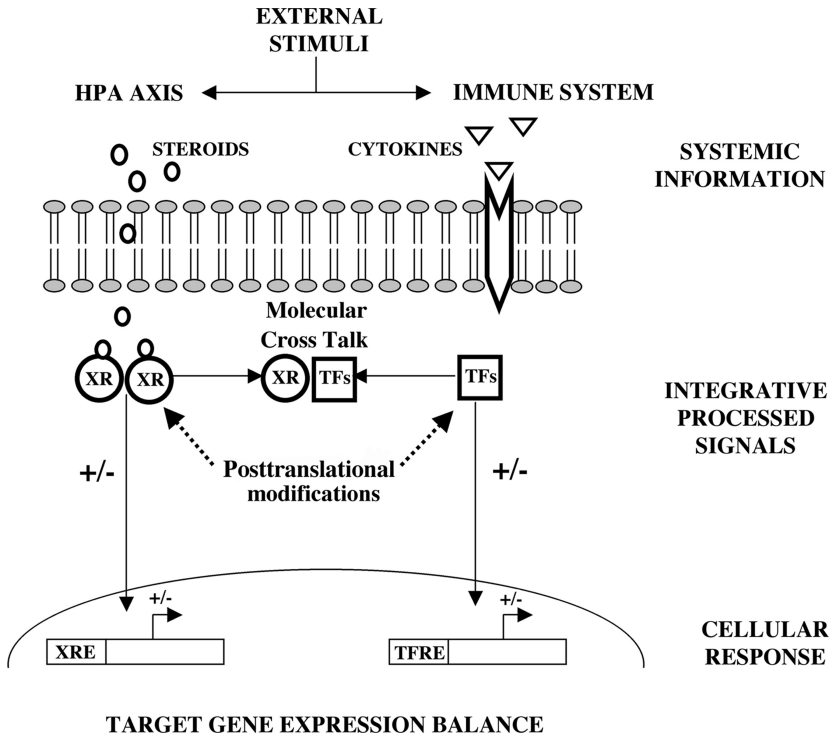 EXTERNAL
STIMULI
HPA AXIS
IMMUNE SYSTEM
STEROIDS
CYTOKINES
SYSTEMIC
INFORMATION
Molecular
Cross Talk
XR
XR
XR
TFs
TFs
INTEGRATIVE
PROCESSED
SIGNALS
+/-
Posttranslational
modifications
+/-
+/-
+/-
XRE
TFRE
CELLULAR
RESPONSE
TARGET GENE EXPRESSION BALANCE